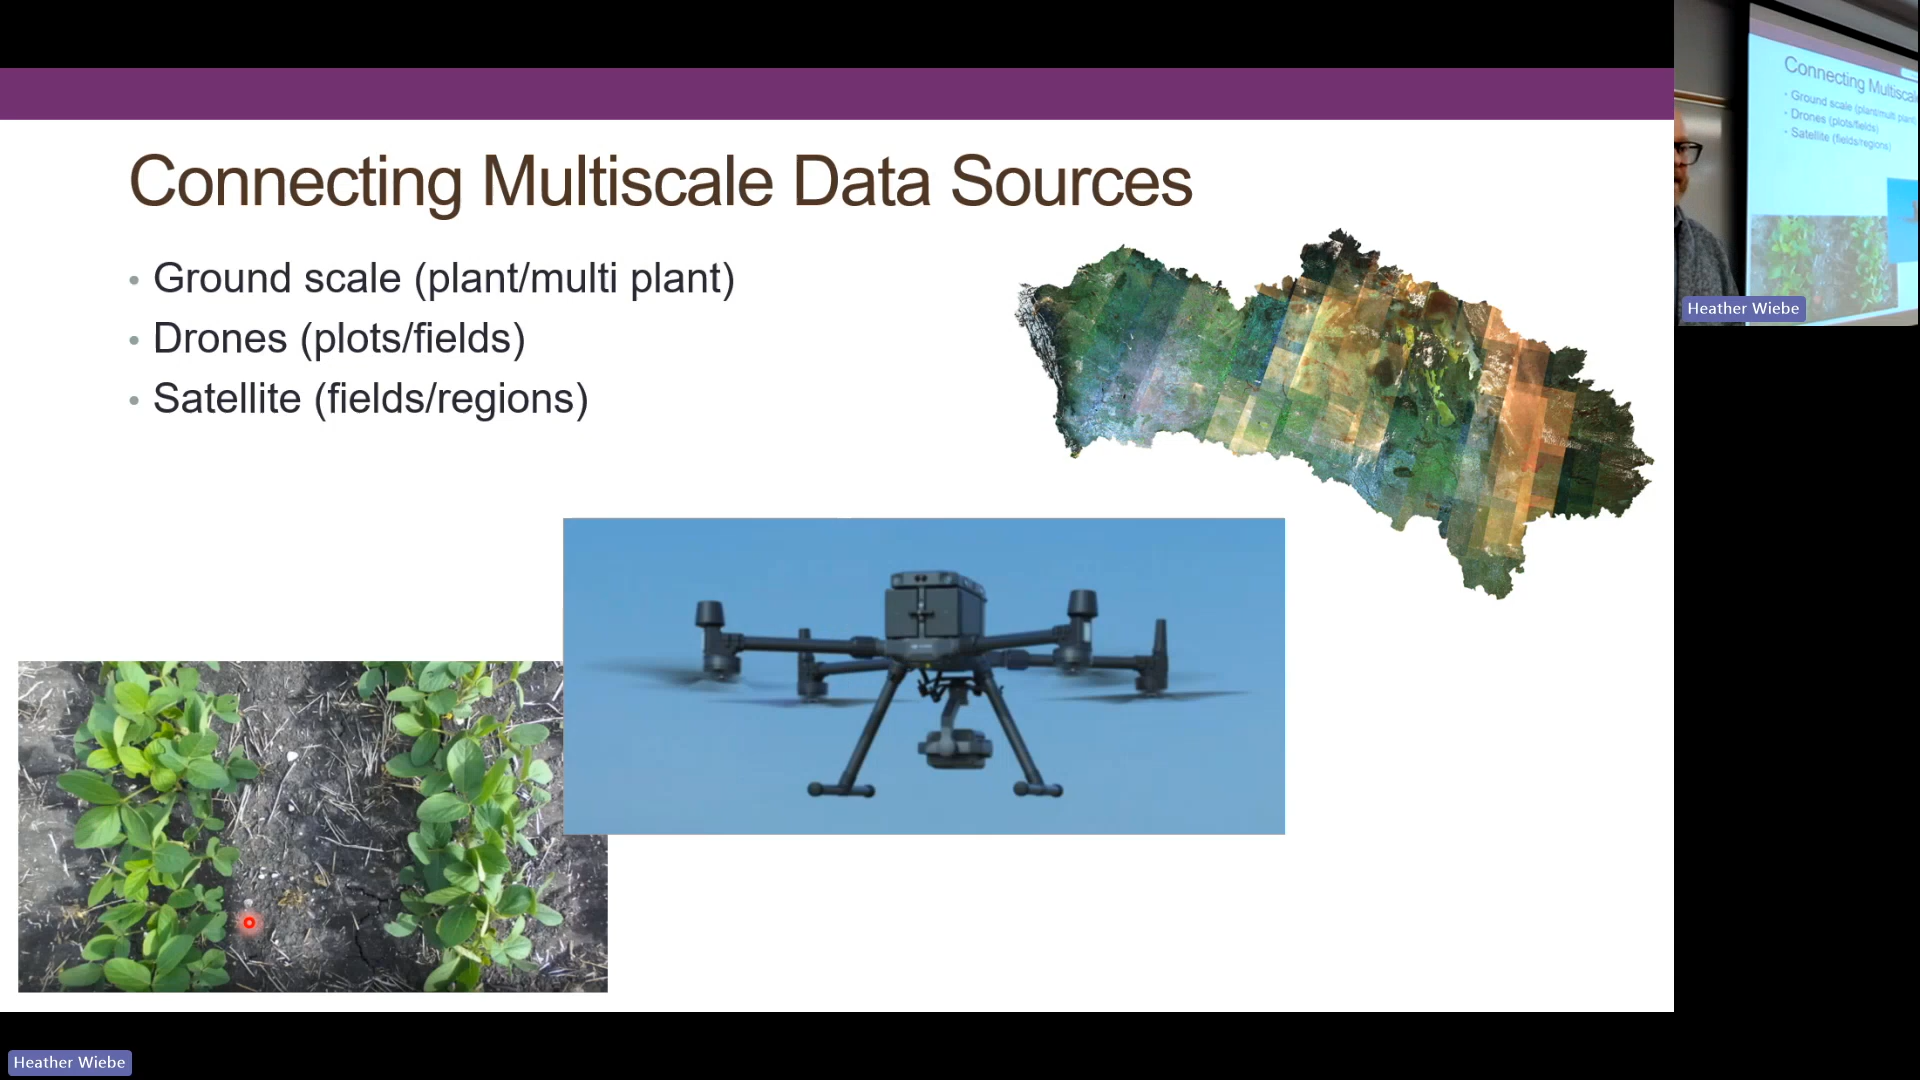 Connecting Multiscale Data Sources
• Ground scale (plant/multi plant)
• Drones (plots/fields)
• Satellite (fields/regions)
Connecting Multiscale
• Ground scale (plant/multi plant)
• Drones (plots/fields)
• Satellite (fields/regions)
Heather Wiebe
Heather Wiebe